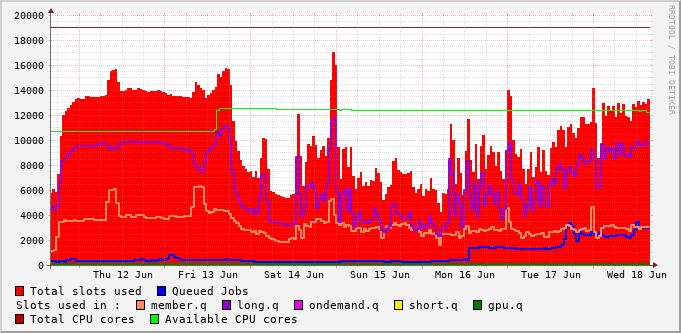 RRDTOOL / TOBI OETIKER
20000
18000
16000
14000
12000
10000
8000
6000
4000
2000
0
Thu 12 Jun Fri 13 Jun Sat 14 Jun Sun 15 Jun Mon 16 Jun Tue 17 Jun Wed 18 Jun
Total slots used Queued Jobs
Slots used in : member.q long.q ondemand.q short.q gpu.q
Total CPU cores Available CPU cores